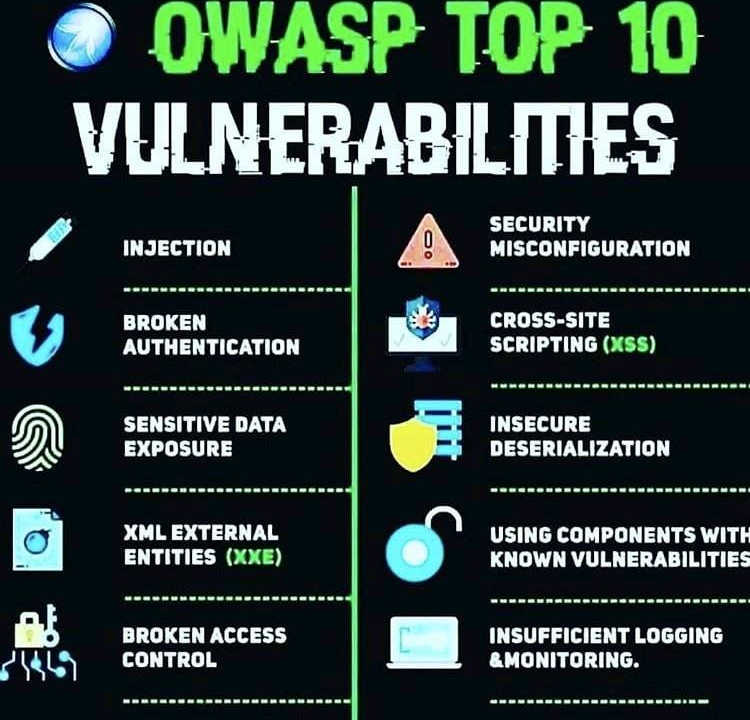 OWASP TOP 10
VULNERABILITIES
INJECTION
BROKEN
AUTHENTICATION
SENSITIVE DATA
EXPOSURE
XML EXTERNAL
ENTITIES (XXE)
BROKEN ACCESS
CONTROL
SECURITY
MISCONFIGURATION
CROSS-SITE
SCRIPTING (XSS)
INSECURE
DESERIALIZATION
USING COMPONENTS WITH
KNOWN VULNERABILITIES
INSUFFICIENT LOGGING
&MONITORING.